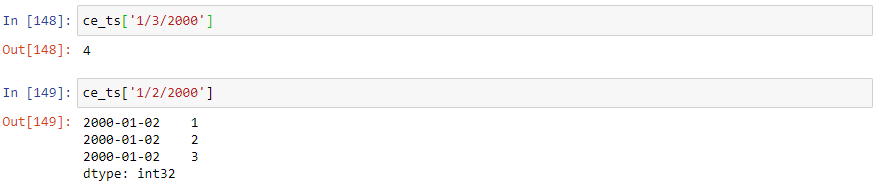 In [148]: ce_ts['1/3/2000']
Out[148]: 4
In [149]: ce_ts['1/2/2000']
Out[149]: 2000-01-02    1
2000-01-02    2
2000-01-02    3
dtype: int32